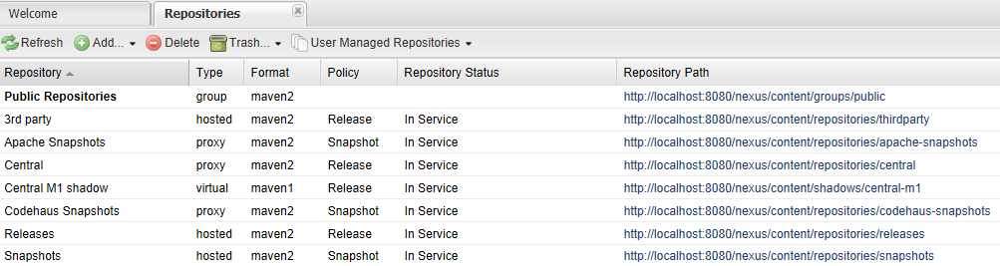 Welcome Repositories
Refresh Add... Delete Trash... User Managed Repositories
Repository Type Format Policy Repository Status Repository Path
Public Repositories group maven2 http://localhost:8080/nexus/content/groups/public
3rd party hosted maven2 Release In Service http://localhost:8080/nexus/content/repositories/thirdparty
Apache Snapshots proxy maven2 Snapshot In Service http://localhost:8080/nexus/content/repositories/apache-snapshots
Central proxy maven2 Release In Service http://localhost:8080/nexus/content/repositories/central
Central M1 shadow virtual maven1 Release In Service http://localhost:8080/nexus/content/shadows/central-m1
Codehaus Snapshots proxy maven2 Snapshot In Service http://localhost:8080/nexus/content/repositories/codehaus-snapshots
Releases hosted maven2 Release In Service http://localhost:8080/nexus/content/repositories/releases
Snapshots hosted maven2 Snapshot In Service http://localhost:8080/nexus/content/repositories/snapshots